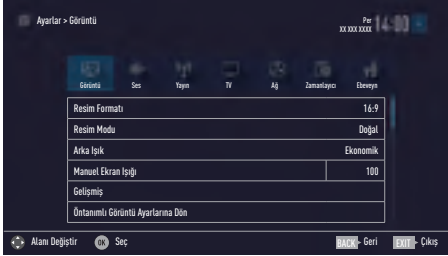 Ayarlar > Görüntü
Per 14:00
XX XXX XXXX
Görüntü Ses Yayın TV Ağ Zamanlayıcı Ebeveyn
Resim Formatı 16:9
Resim Modu Doğal
Arka Işık Ekonomik
Manuel Ekran Işığı 100
Gelişmiş
Öntanımlı Görüntü Ayarlarına Dön
Alanı Değiştir OK Seç BACK Geri EXIT Çıkış